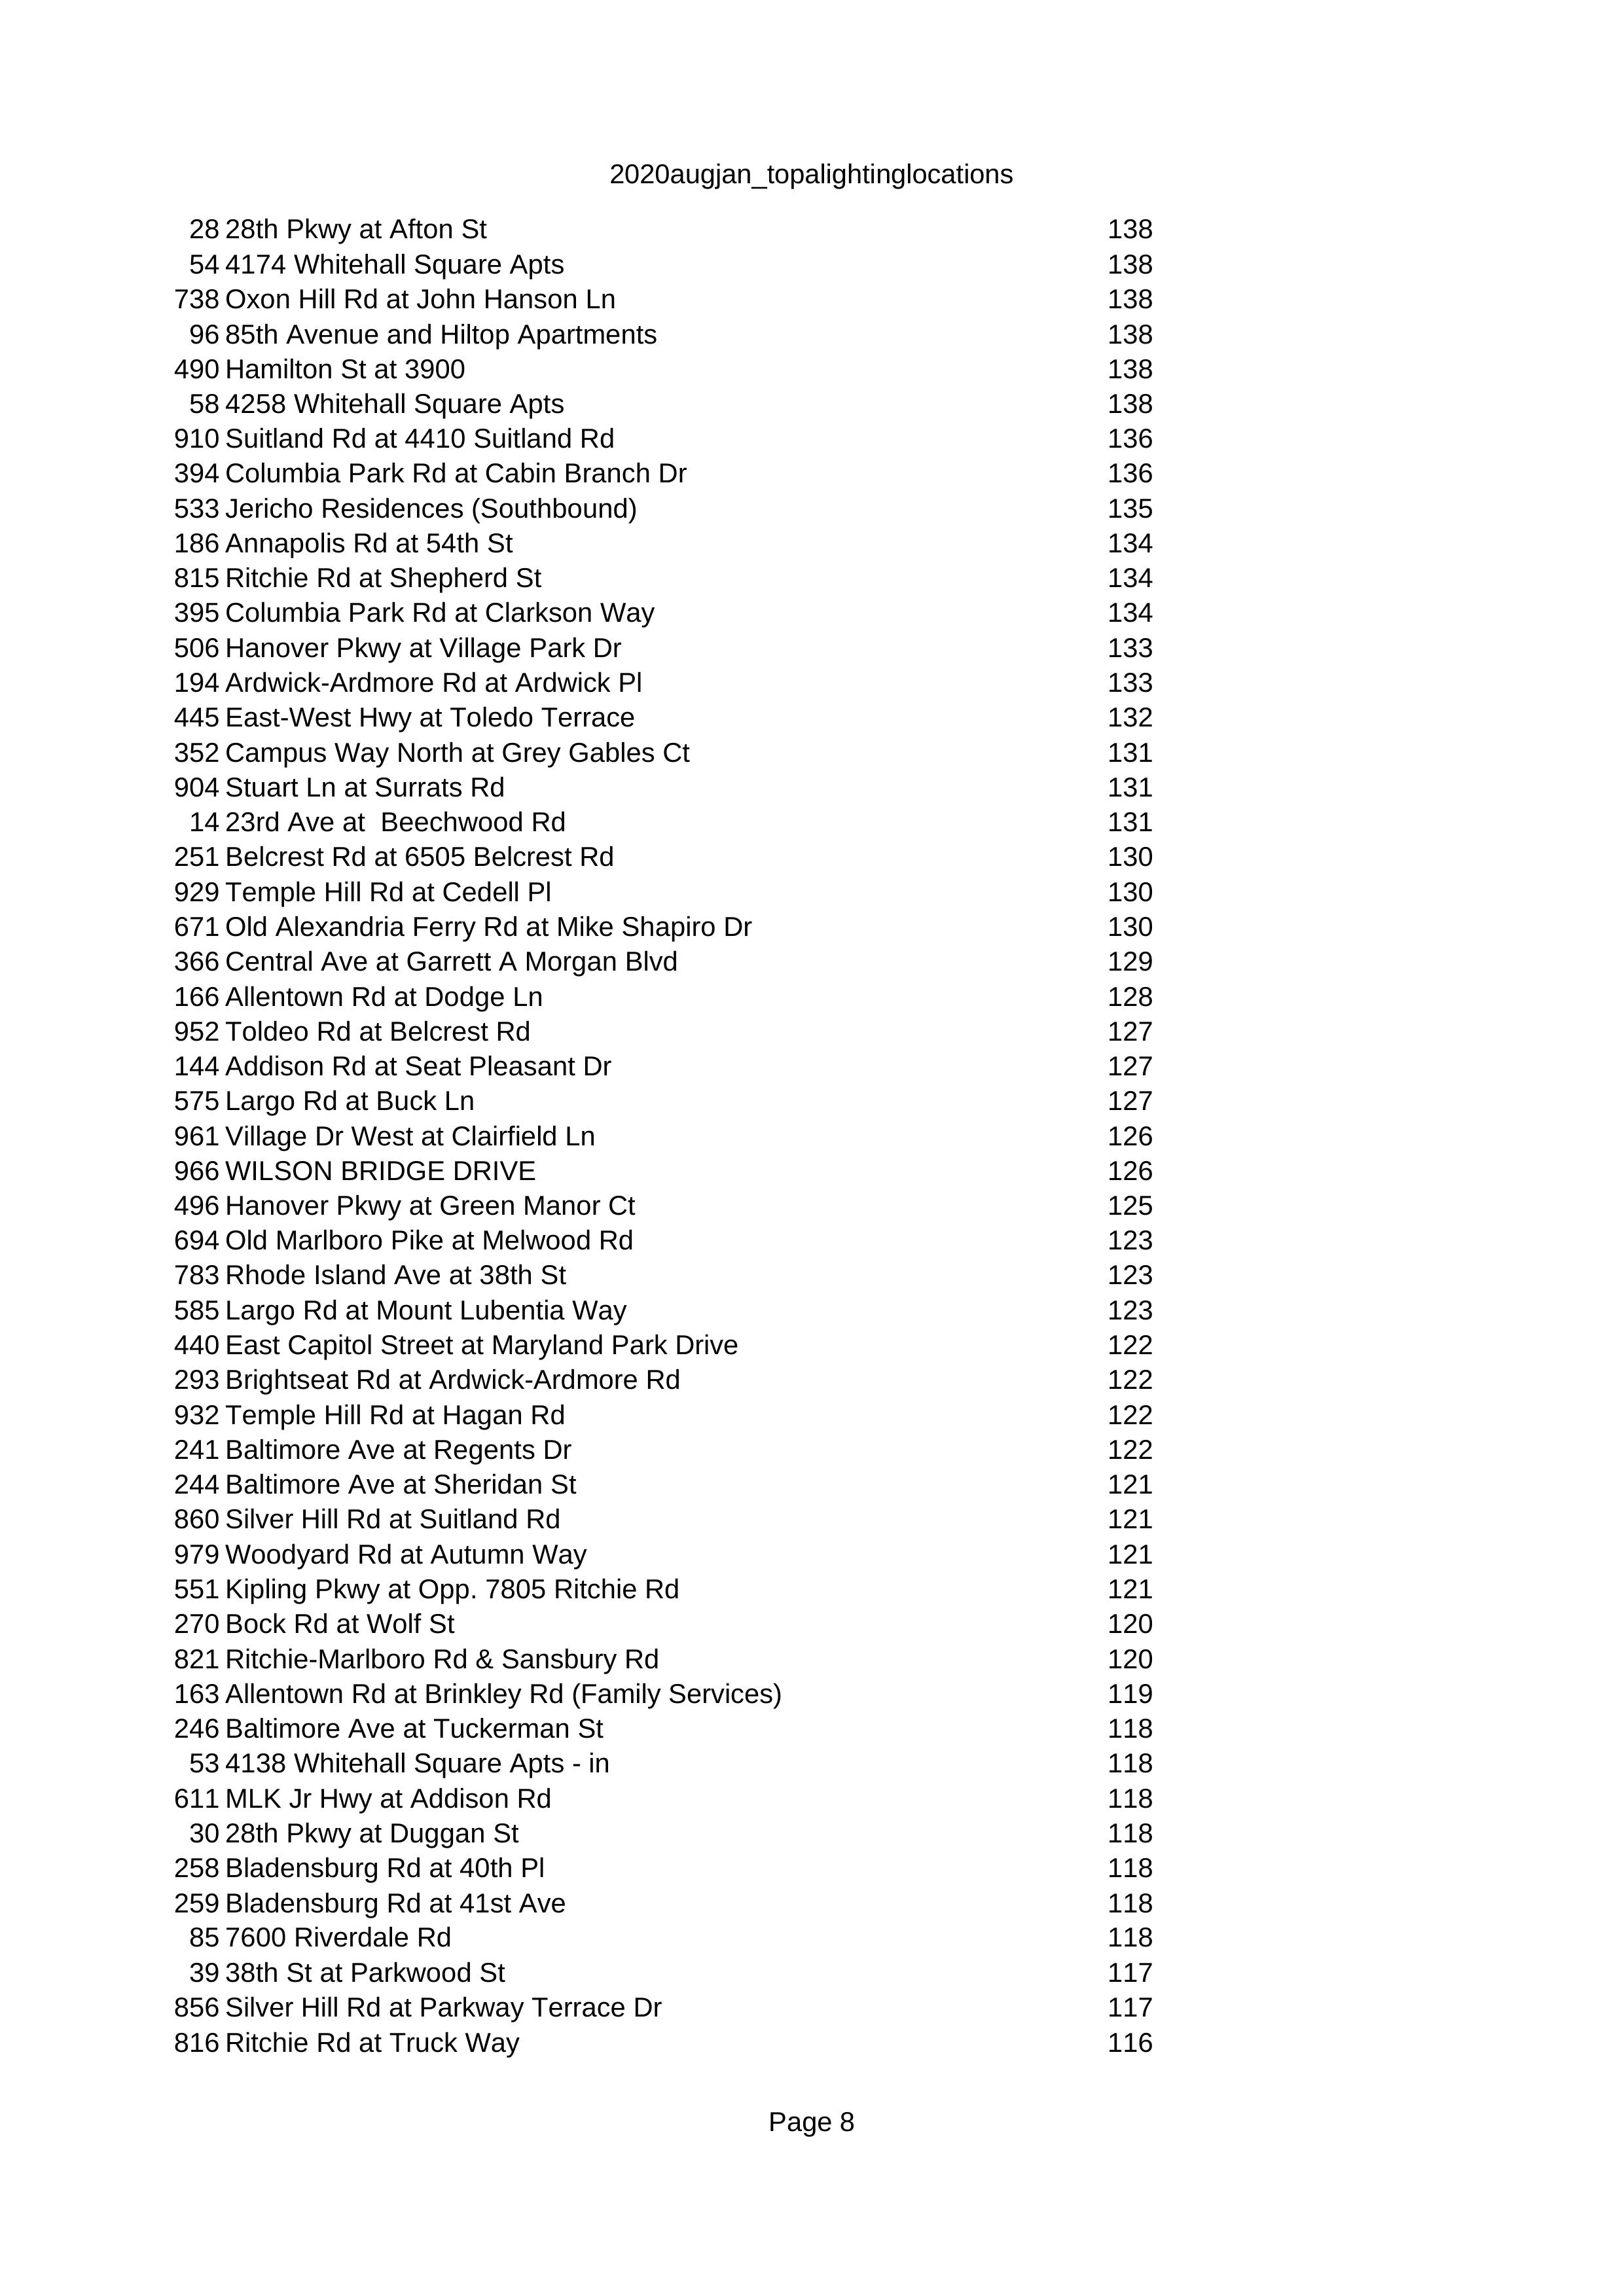 2020augjan_topalightinglocations
28 28th Pkwy at Afton St 138
54 4174 Whitehall Square Apts 138
738 Oxon Hill Rd at John Hanson Ln 138
96 85th Avenue and Hiltop Apartments 138
490 Hamilton St at 3900 138
58 4258 Whitehall Square Apts 138
910 Suitland Rd at 4410 Suitland Rd 136
394 Columbia Park Rd at Cabin Branch Dr 136
533 Jericho Residences (Southbound) 135
186 Annapolis Rd at 54th St 134
815 Ritchie Rd at Shepherd St 134
395 Columbia Park Rd at Clarkson Way 134
506 Hanover Pkwy at Village Park Dr 133
194 Ardwick-Ardmore Rd at Ardwick Pl 133
445 East-West Hwy at Toledo Terrace 132
352 Campus Way North at Grey Gables Ct 131
904 Stuart Ln at Surrats Rd 131
14 23rd Ave at  Beechwood Rd 131
251 Belcrest Rd at 6505 Belcrest Rd 130
929 Temple Hill Rd at Cedell Pl 130
671 Old Alexandria Ferry Rd at Mike Shapiro Dr 130
366 Central Ave at Garrett A Morgan Blvd 129
166 Allentown Rd at Dodge Ln 128
952 Toldeo Rd at Belcrest Rd 127
144 Addison Rd at Seat Pleasant Dr 127
575 Largo Rd at Buck Ln 127
961 Village Dr West at Clairfield Ln 126
966 WILSON BRIDGE DRIVE 126
496 Hanover Pkwy at Green Manor Ct 125
694 Old Marlboro Pike at Melwood Rd 123
783 Rhode Island Ave at 38th St 123
585 Largo Rd at Mount Lubentia Way 123
440 East Capitol Street at Maryland Park Drive 122
293 Brightseat Rd at Ardwick-Ardmore Rd 122
932 Temple Hill Rd at Hagan Rd 122
241 Baltimore Ave at Regents Dr 122
244 Baltimore Ave at Sheridan St 121
860 Silver Hill Rd at Suitland Rd 121
979 Woodyard Rd at Autumn Way 121
551 Kipling Pkwy at Opp. 7805 Ritchie Rd 121
270 Bock Rd at Wolf St 120
821 Ritchie-Marlboro Rd & Sansbury Rd 120
163 Allentown Rd at Brinkley Rd (Family Services) 119
246 Baltimore Ave at Tuckerman St 118
53 4138 Whitehall Square Apts - in 118
611 MLK Jr Hwy at Addison Rd 118
30 28th Pkwy at Duggan St 118
258 Bladensburg Rd at 40th Pl 118
259 Bladensburg Rd at 41st Ave 118
85 7600 Riverdale Rd 118
39 38th St at Parkwood St 117
856 Silver Hill Rd at Parkway Terrace Dr 117
816 Ritchie Rd at Truck Way 116
Page 8